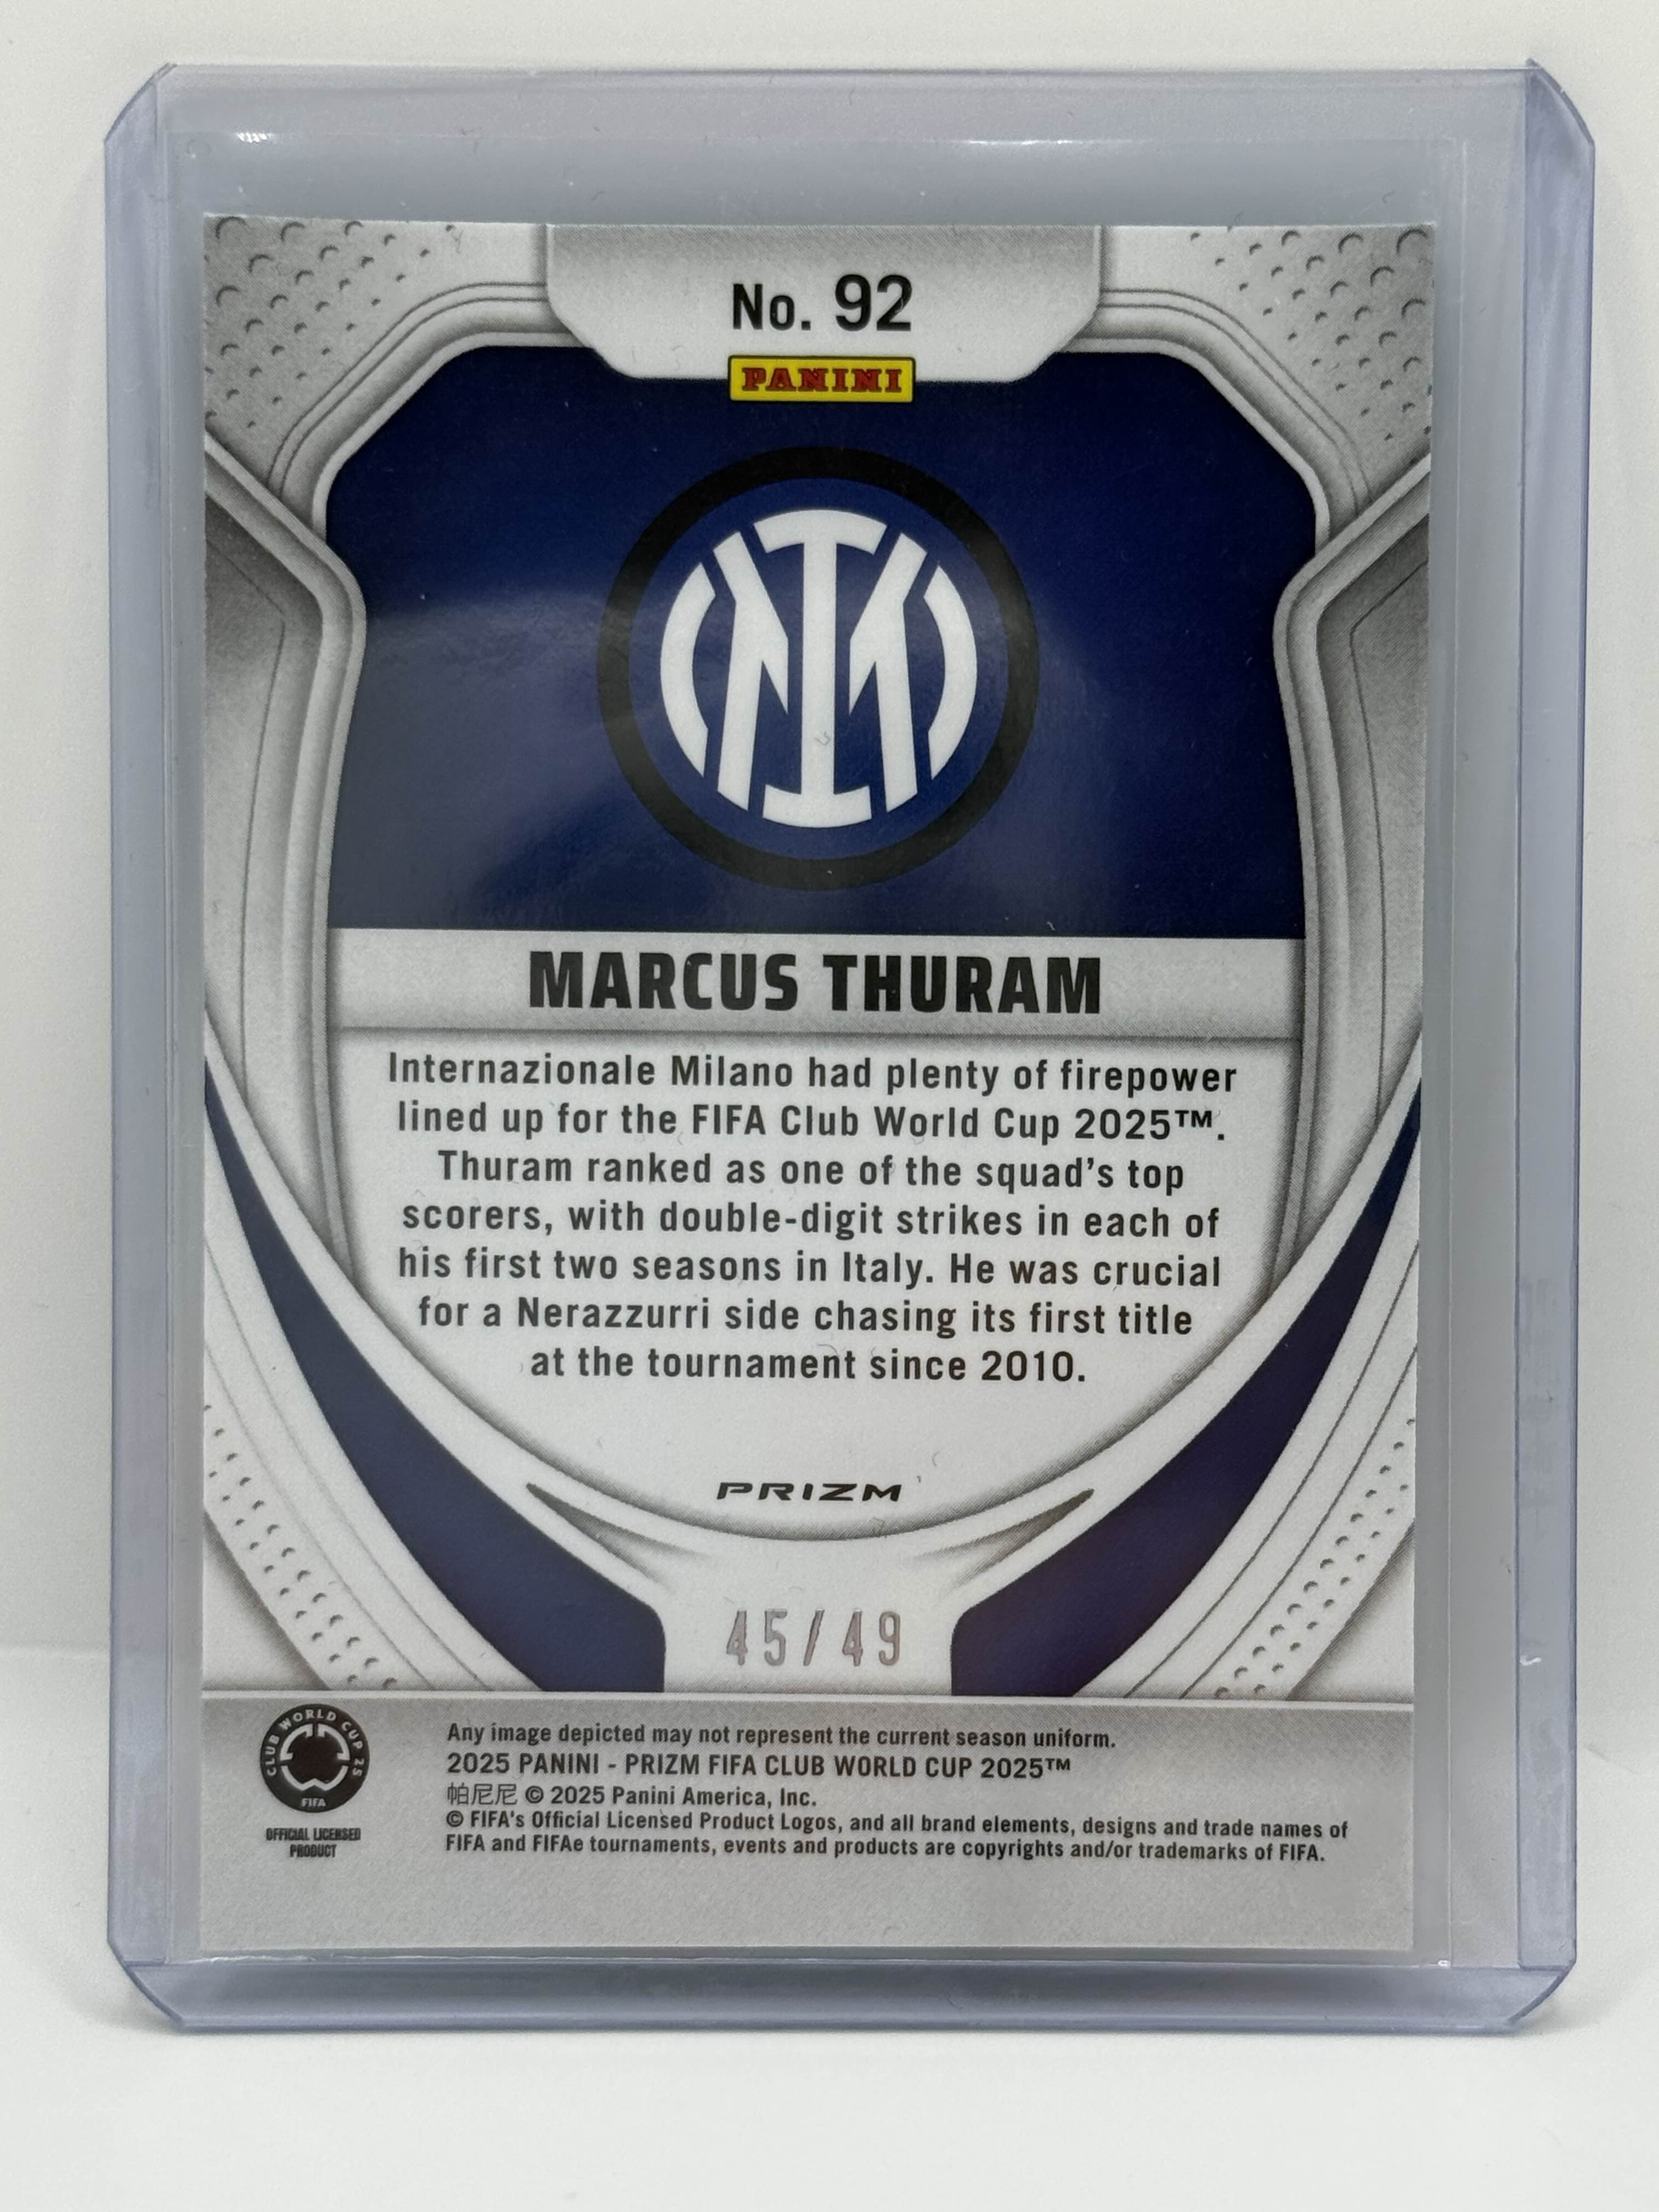 No. 92
PANINI
MARCUS THURAM
Internazionale Milano had plenty of firepower
lined up for the FIFA Club World Cup 2025™.
Thuram ranked as one of the squad's top
scorers, with double-digit strikes in each of
his first two seasons in Italy. He was crucial
for a Nerazzurri side chasing its first title
at the tournament since 2010.
PRIZM
45/49
CLUB WORLD CUP 25
FIFA
OFFICIAL LICENSED
PRODUCT
Any image depicted may not represent the current season uniform.
2025 PANINI - PRIZM FIFA CLUB WORLD CUP 2025™
帕尼尼 © 2025 Panini America, Inc.
© FIFA's Official Licensed Product Logos, and all brand elements, designs and trade names of
FIFA and FIFAe tournaments, events and products are copyrights and/or trademarks of FIFA.